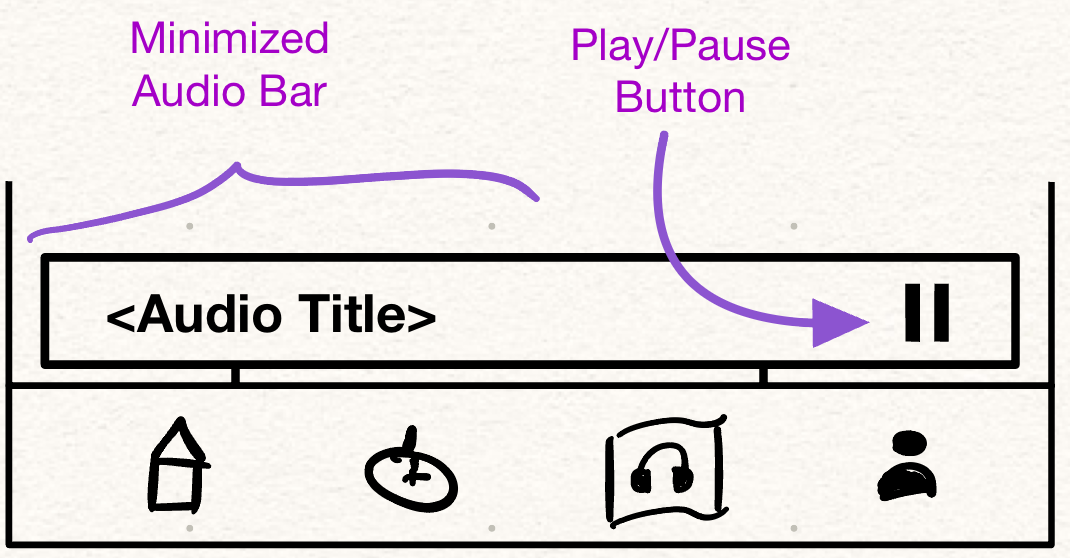 Minimized
Audio Bar
Play/Pause
Button
<Audio Title>